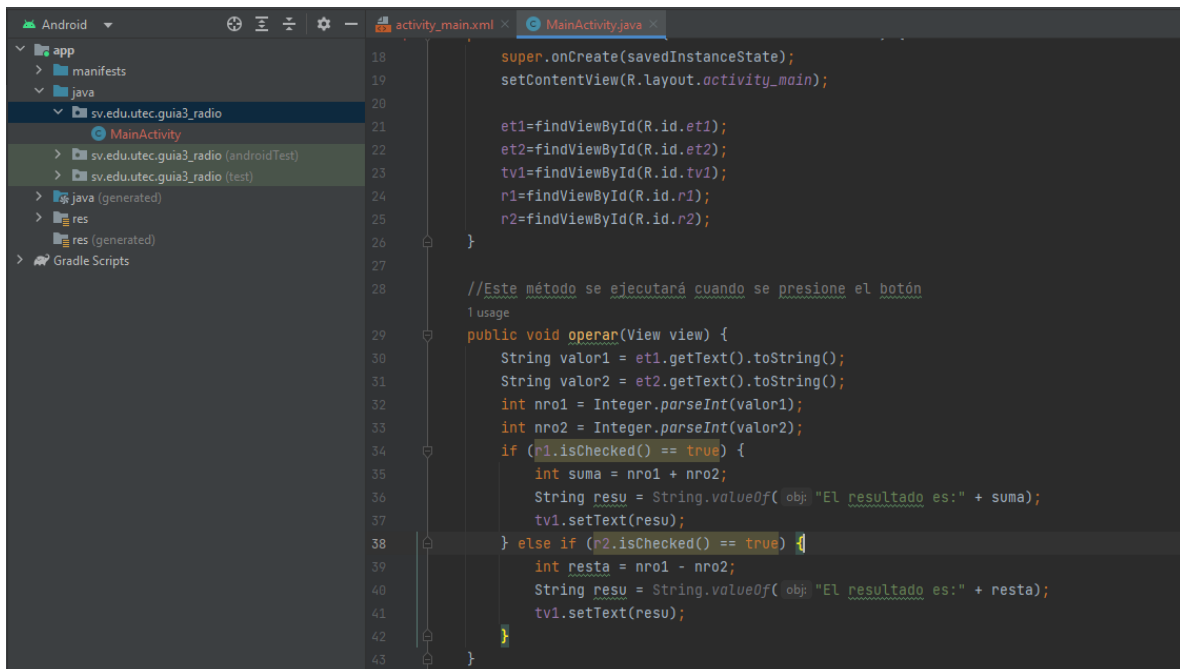 Android
app
manifests
java
sv.edu.utec.guia3_radio
MainActivity
sv.edu.utec.guia3_radio (androidTest)
sv.edu.utec.guia3_radio (test)
java (generated)
res
res (generated)
Gradle Scripts
activity_main.xml
MainActivity.java
18 super.onCreate(savedInstanceState);
19 setContentView(R.layout.activity_main);
20
21 et1=findViewById(R.id.et1);
22 et2=findViewById(R.id.et2);
23 tv1=findViewById(R.id.tv1);
24 r1=findViewById(R.id.r1);
25 r2=findViewById(R.id.r2);
26 }
27
28 //Este método se ejecutará cuando se presione el botón
1 usage
29 public void operar(View view) {
30 String valor1 = et1.getText().toString();
31 String valor2 = et2.getText().toString();
32 int nro1 = Integer.parseInt(valor1);
33 int nro2 = Integer.parseInt(valor2);
34 if (r1.isChecked() == true) {
35 int suma = nro1 + nro2;
36 String resu = String.valueOf( obj: "El resultado es:" + suma);
37 tv1.setText(resu);
38 } else if (r2.isChecked() == true) {
39 int resta = nro1 - nro2;
40 String resu = String.valueOf( obj: "El resultado es:" + resta);
41 tv1.setText(resu);
42 }
43 }